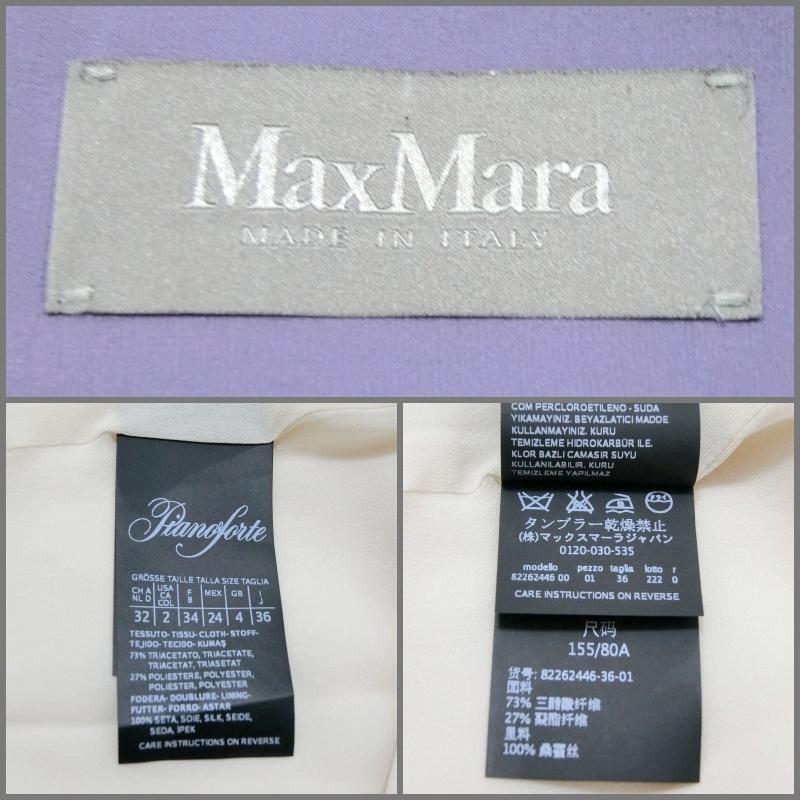 MaxMara
MADE IN ITALY
Pianoforte
GRÖSSE TAILLE TALLA SIZE TAGLIA
CH A NL D USA CA COL F B MEX GB J
32 2 34 24 4 36
TESSUTO-TISSU-CLOTH-STOFF-
TEJIDO-TECIDO-KUMAŞ
73% TRIACETATO, TRIACETATE,
TRIACETAT, TRIASETAT
27% POLIESTERE, POLYESTER,
POLIESTER, POLYESTER
FODERA-DOUBLURE-LINING-
FUTTER-FORRO-ASTAR
100% SETA, SOIE, SILK, SEIDE,
SEDA, IPEK
CARE INSTRUCTIONS ON REVERSE
COM PERCLOROETILENO - SUDA
YIKAMAYINIZ. BEYAZLATICI MADDE
KULLANMAYINIZ. KURU
TEMIZLEME HIDROKARBÜR ILE.
KLOR BAZLI CAMASIR SUYU
KULLANILABILIR. KURU
TEMIZLEME YAPILMAZ
ドライ
タンブラー乾燥禁止
(株)マックスマーラジャパン
0120-030-535
modello pezzo taglia lotto r
82262446 00 01 36 222 0
CARE INSTRUCTIONS ON REVERSE
尺码
155/80A
货号: 82262446-36-01
面料
73% 三醋酸纤维
27% 聚酯纤维
里料
100% 桑蚕丝